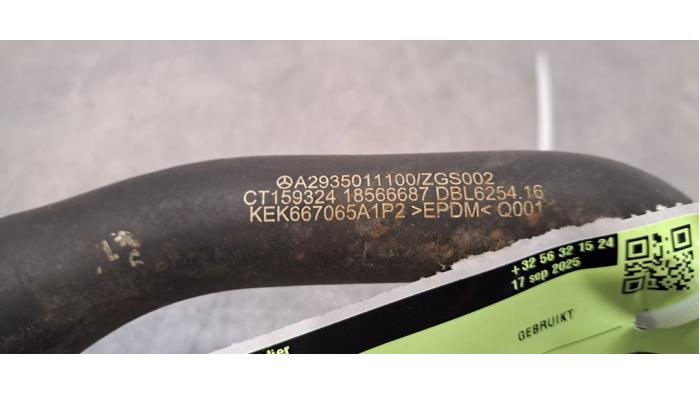 A2935011100/ZGS002
CT159324 18566687 DBL6254.16
KEK667065A1P2 >EPDM< Q001
+32 56 32 15 24
17 sep 2025
GEBRUIKT